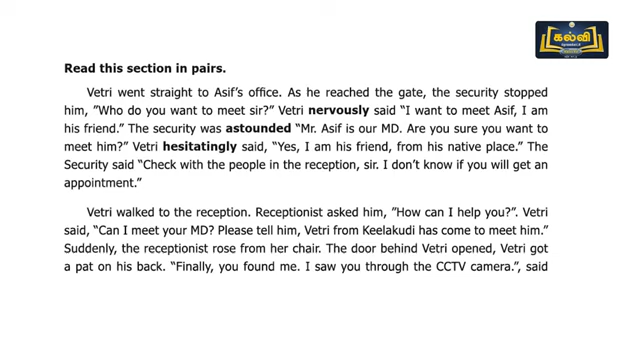 கல்வி
Read this section in pairs.
Vetri went straight to Asif's office. As he reached the gate, the security stopped
him, "Who do you want to meet sir?" Vetri nervously said "I want to meet Asif, I am
his friend." The security was astounded "Mr. Asif is our MD. Are you sure you want to
meet him?" Vetri hesitatingly said, "Yes, I am his friend, from his native place." The
Security said "Check with the people in the reception, sir. I don't know if you will get an
appointment."
Vetri walked to the reception. Receptionist asked him, "How can I help you?". Vetri
said, "Can I meet your MD? Please tell him, Vetri from Keelakudi has come to meet him."
Suddenly, the receptionist rose from her chair. The door behind Vetri opened, Vetri got
a pat on his back. "Finally, you found me. I saw you through the CCTV camera.", said